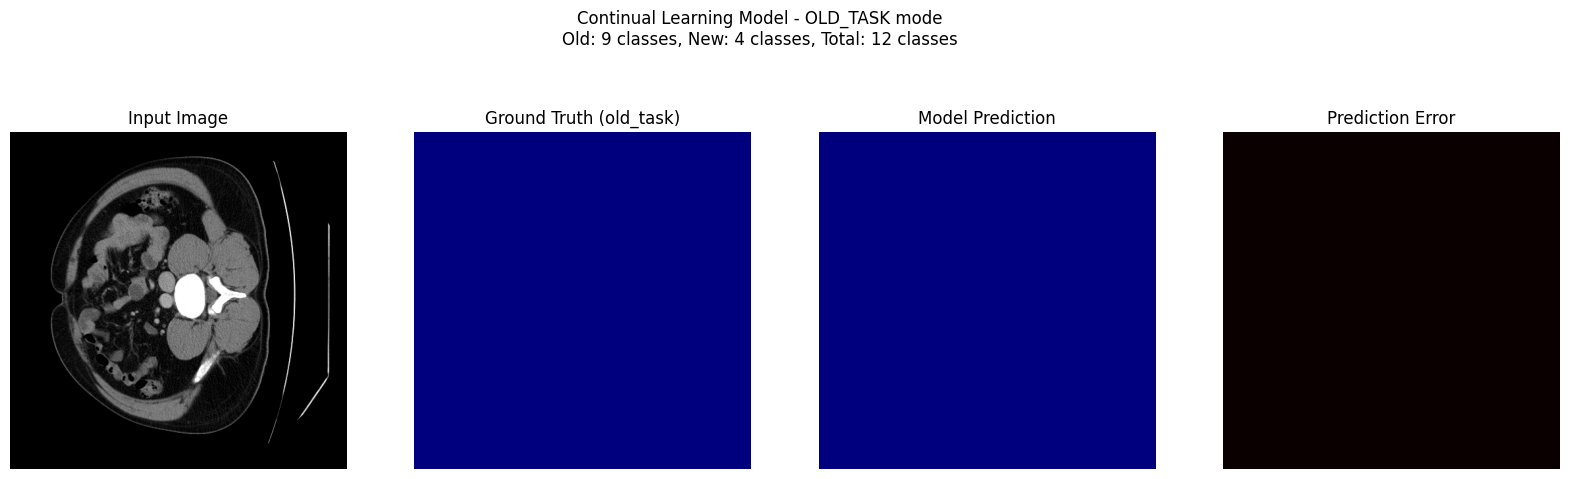 Continual Learning Model - OLD_TASK mode
Old: 9 classes, New: 4 classes, Total: 12 classes
Input Image
Ground Truth (old_task)
Model Prediction
Prediction Error